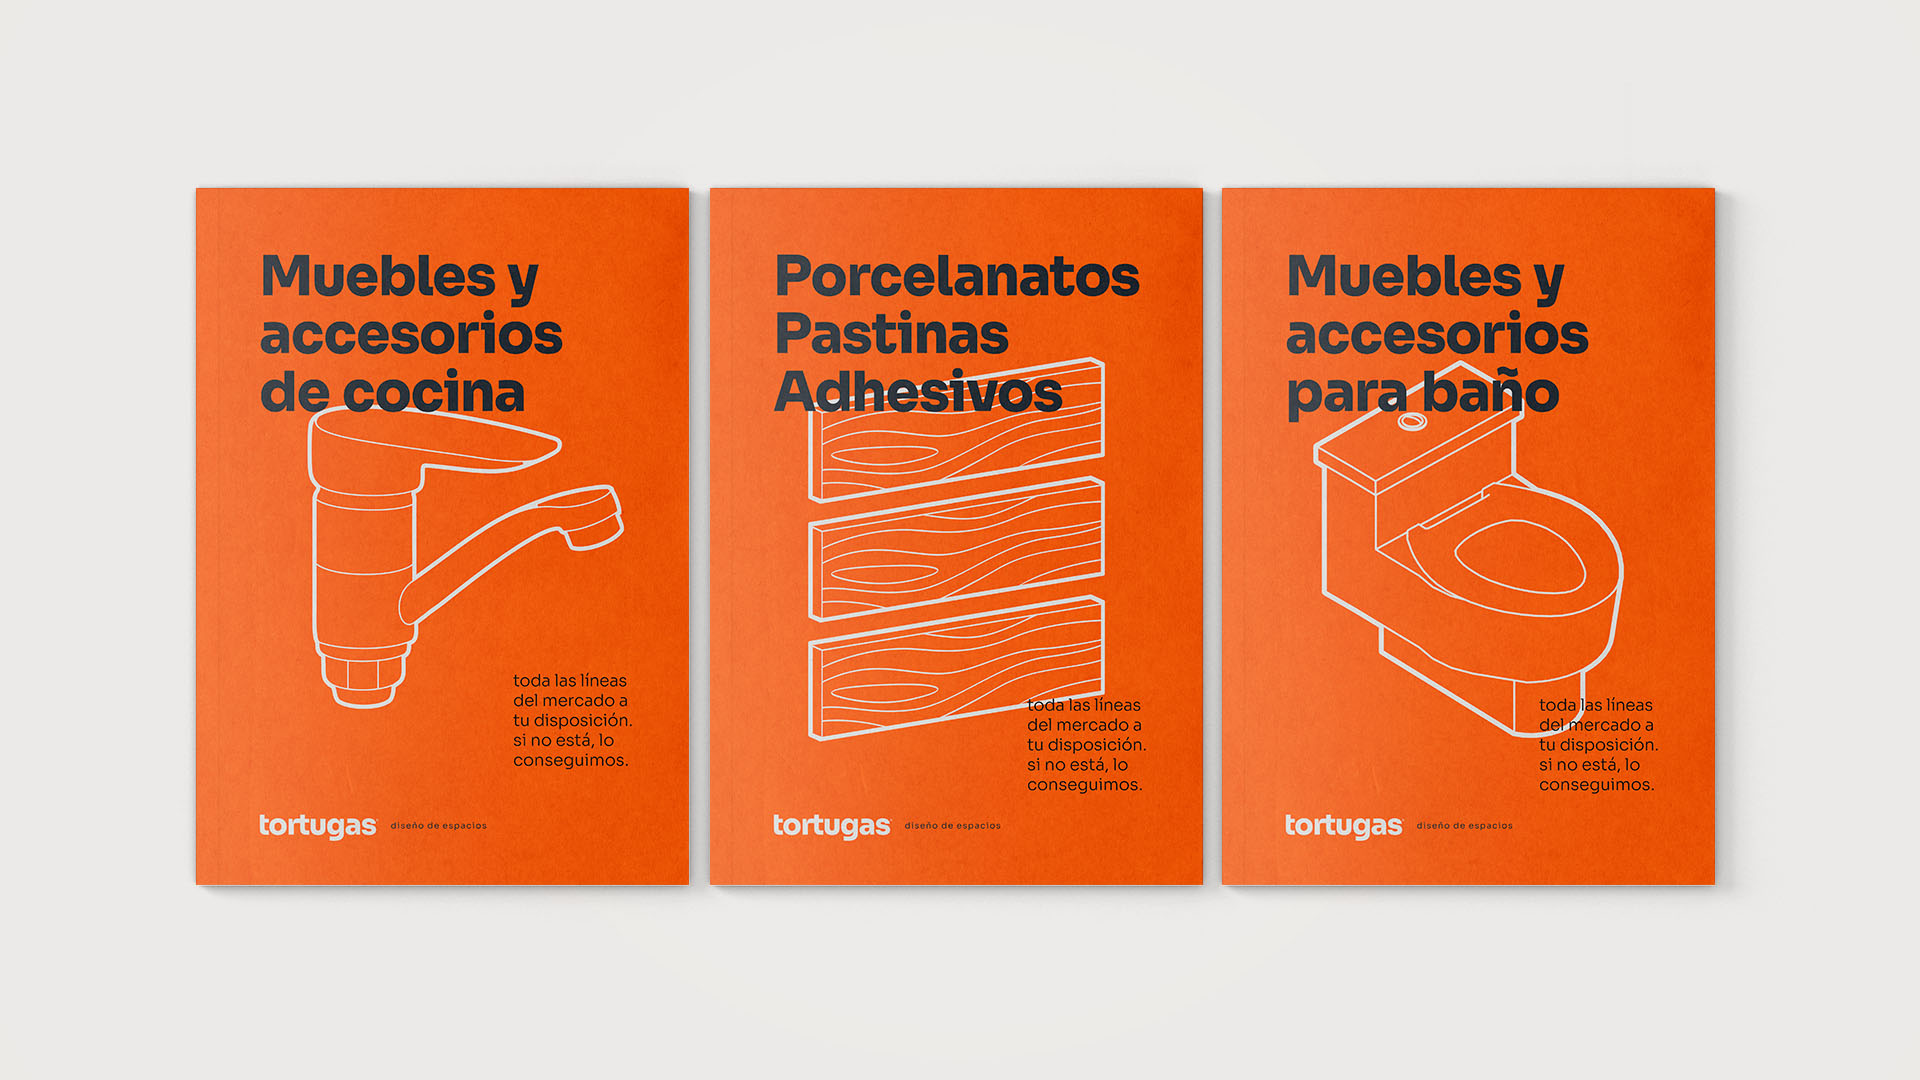 Muebles y
accesorios
de cocina
toda las líneas
del mercado a
tu disposición.
si no está, lo
conseguimos.
tortugas diseño de espacios
Porcelanatos
Pastinas
Adhesivos
toda las líneas
del mercado a
tu disposición.
si no está, lo
conseguimos.
tortugas diseño de espacios
Muebles y
accesorios
para baño
toda las líneas
del mercado a
tu disposición.
si no está, lo
conseguimos.
tortugas diseño de espacios